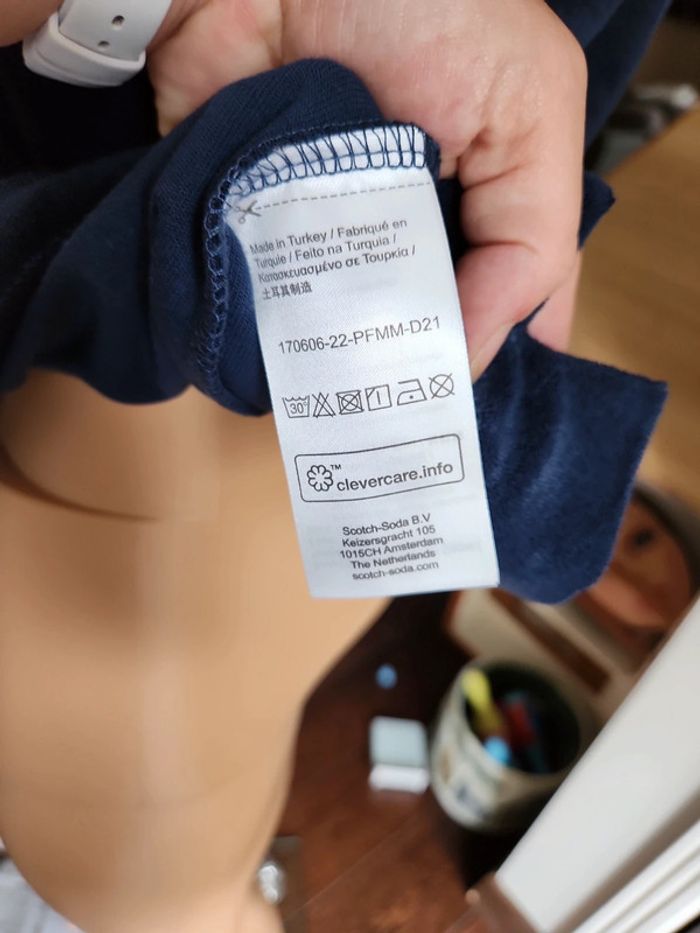 Made in Turkey / Fabriqué en
Turquie / Feito na Turquia /
Κατασκευασμένο σε Τουρκία /
土耳其制造
170606-22-PFMM-D21
30°
clevercare.info
TM
Scotch-Soda B.V
Keizersgracht 105
1015CH Amsterdam
The Netherlands
scotch-soda.com